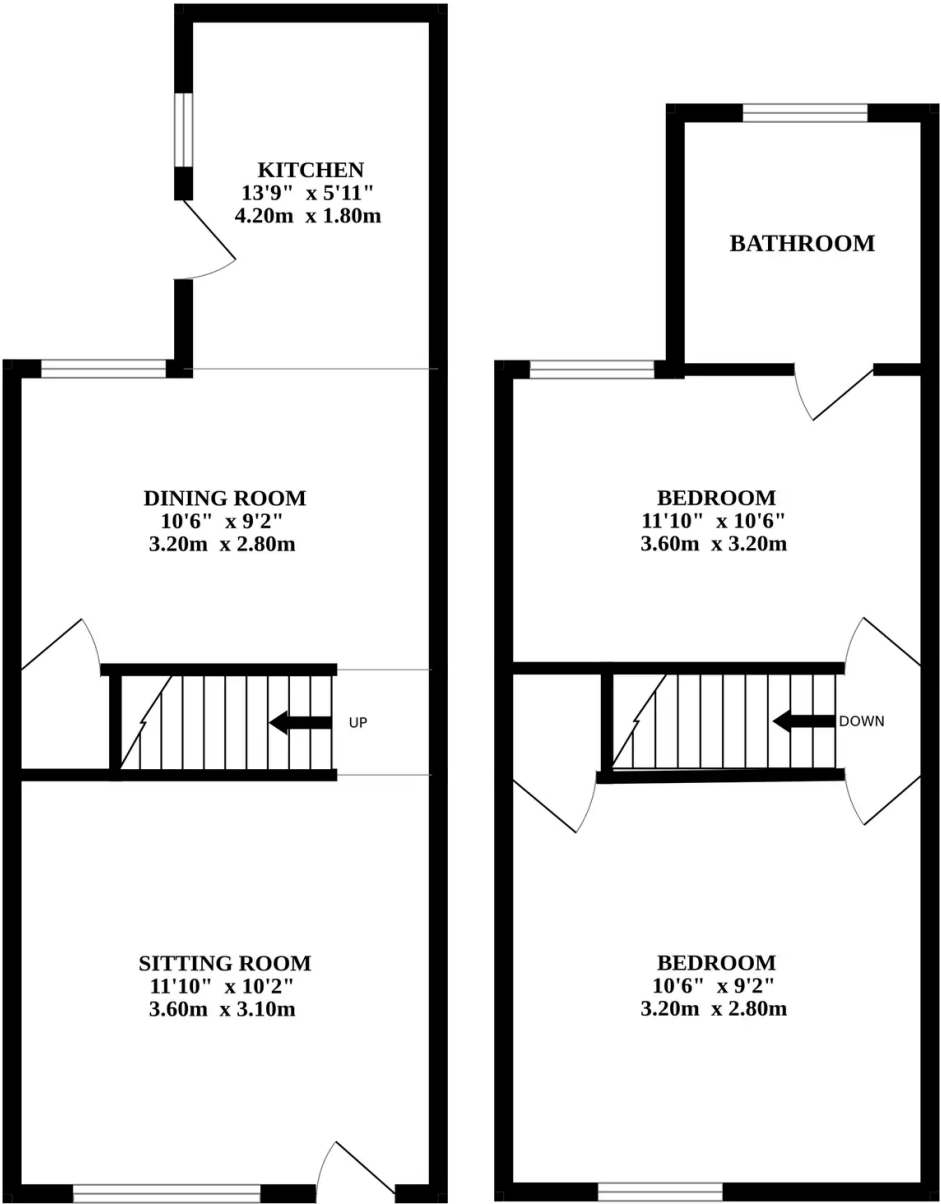 KITCHEN
13'9" x 5'11"
4.20m x 1.80m
DINING ROOM
10'6" x 9'2"
3.20m x 2.80m
UP
SITTING ROOM
11'10" x 10'2"
3.60m x 3.10m
BATHROOM
BEDROOM
11'10" x 10'6"
3.60m x 3.20m
DOWN
BEDROOM
10'6" x 9'2"
3.20m x 2.80m